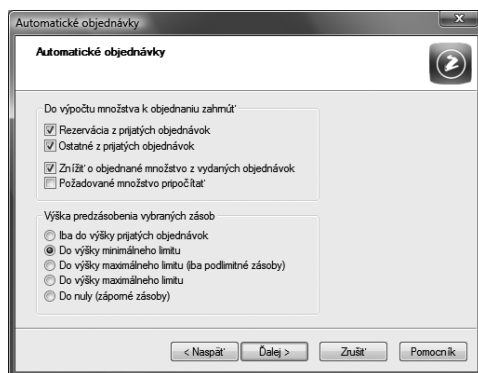 Automatické objednávky
Automatické objednávky
Do výpočtu množstva k objednaniu zahrnúť
Rezervácia z prijatých objednávok
Ostatné z prijatých objednávok
Znížiť o objednané množstvo z vydaných objednávok
Požadované množstvo pripočítať
Výška predzásobenia vybraných zásob
Iba do výšky prijatých objednávok
Do výšky minimálneho limitu
Do výšky maximálneho limitu (iba podlimitné zásoby)
Do výšky maximálneho limitu
Do nuly (záporné zásoby)
< Naspäť Ďalej > Zrušiť Pomocník